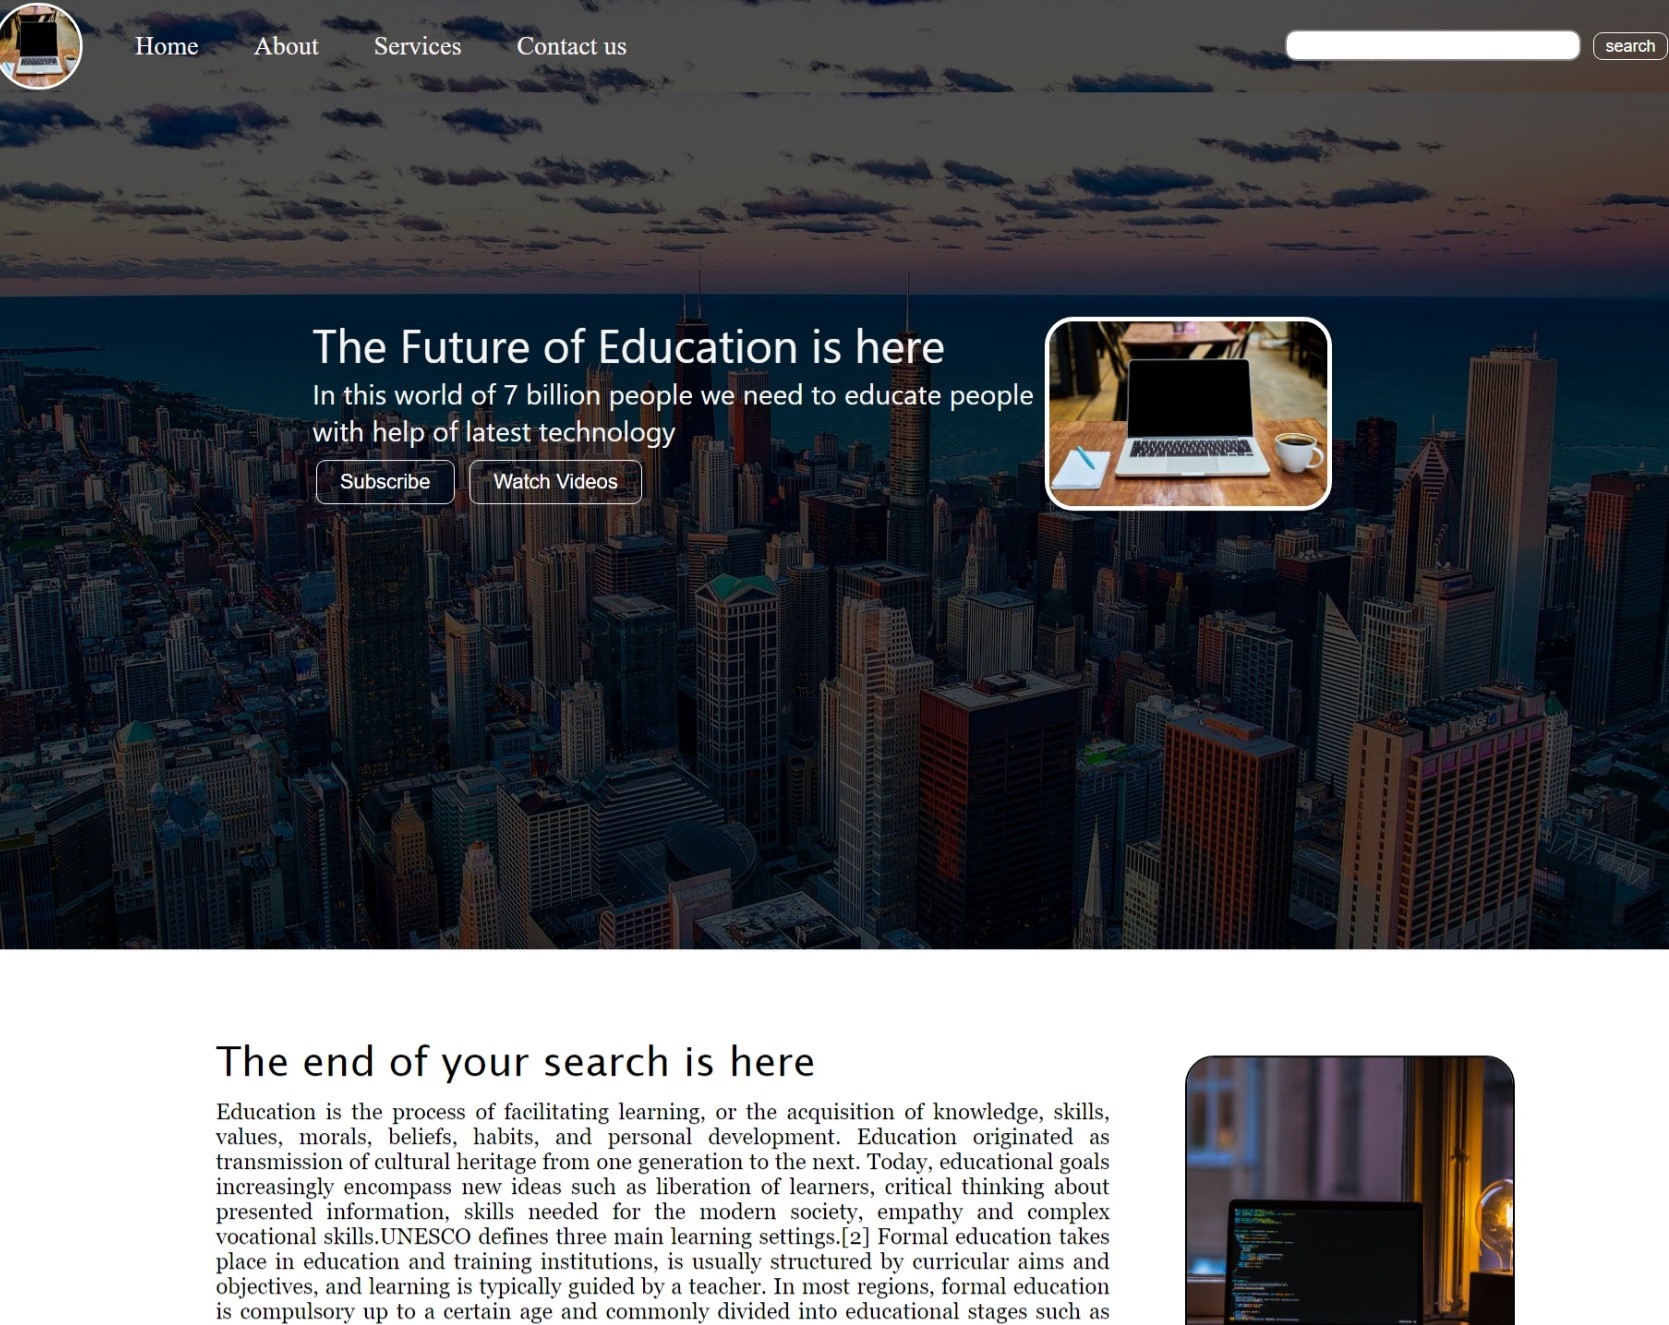 Home About Services Contact us search
The Future of Education is here
In this world of 7 billion people we need to educate people
with help of latest technology
Subscribe Watch Videos
The end of your search is here
Education is the process of facilitating learning, or the acquisition of knowledge, skills,
values, morals, beliefs, habits, and personal development. Education originated as
transmission of cultural heritage from one generation to the next. Today, educational goals
increasingly encompass new ideas such as liberation of learners, critical thinking about
presented information, skills needed for the modern society, empathy and complex
vocational skills.UNESCO defines three main learning settings.[2] Formal education takes
place in education and training institutions, is usually structured by curricular aims and
objectives, and learning is typically guided by a teacher. In most regions, formal education
is compulsory up to a certain age and commonly divided into educational stages such as